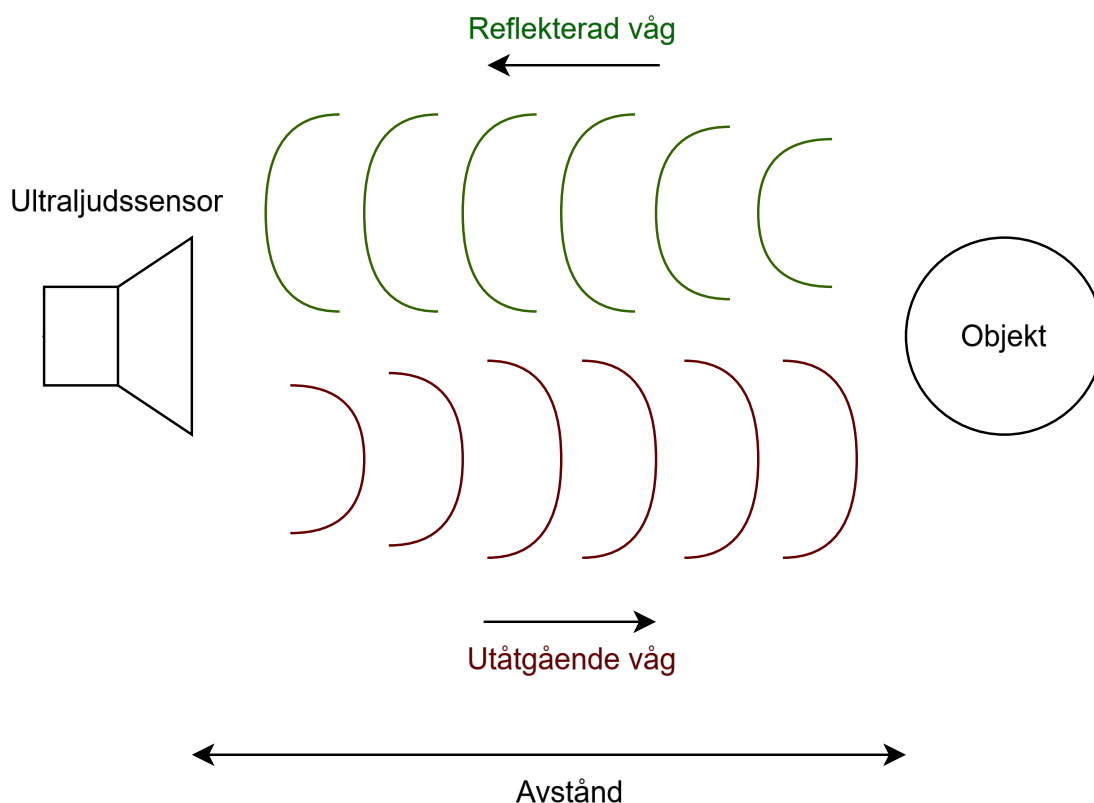 Reflekterad våg
Ultraljudssensor
Objekt
Utåtgående våg
Avstånd